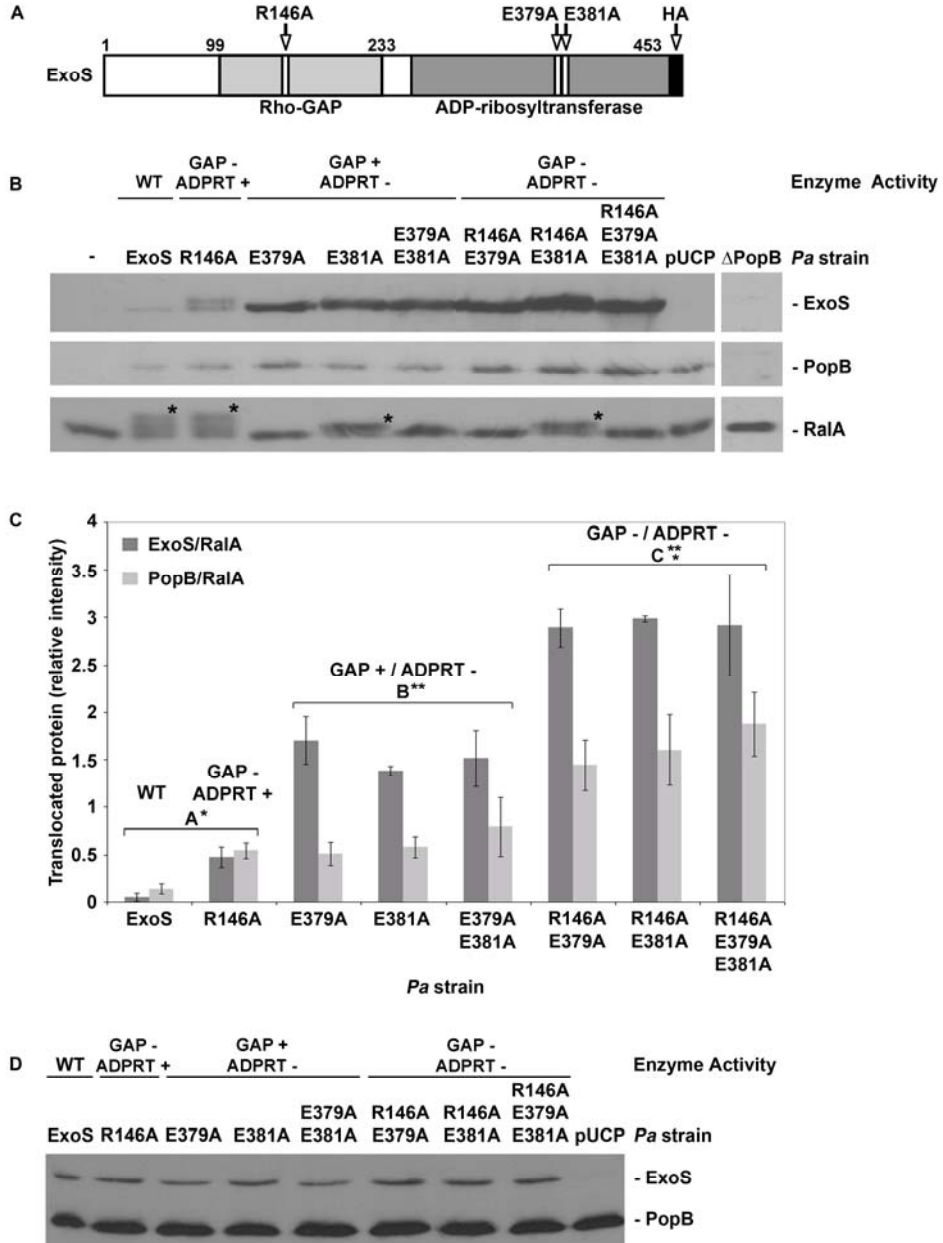 A
R146A
E379A E381A HA
1 99 233 453
ExoS
Rho-GAP ADP-ribosyltransferase
B
WT GAP - ADPRT + GAP + ADPRT - GAP - ADPRT - Enzyme Activity
- ExoS R146A E379A E381A E379A E381A R146A E379A R146A E381A R146A E379A E381A pUCP ΔPopB Pa strain
- ExoS
- PopB
* * * *
- RalA
C
Translocated protein (relative intensity)
4
3.5
3
2.5
2
1.5
1
0.5
0
ExoS/RalA
PopB/RalA
WT
GAP -
ADPRT +
A*
GAP + / ADPRT -
B**
GAP - / ADPRT -
C***
ExoS R146A E379A E381A E379A E381A R146A E379A R146A E381A R146A E379A E381A
Pa strain
D
WT GAP - ADPRT + GAP + ADPRT - GAP - ADPRT - Enzyme Activity
ExoS R146A E379A E381A E379A E381A R146A E379A R146A E381A R146A E379A E381A pUCP Pa strain
- ExoS
- PopB